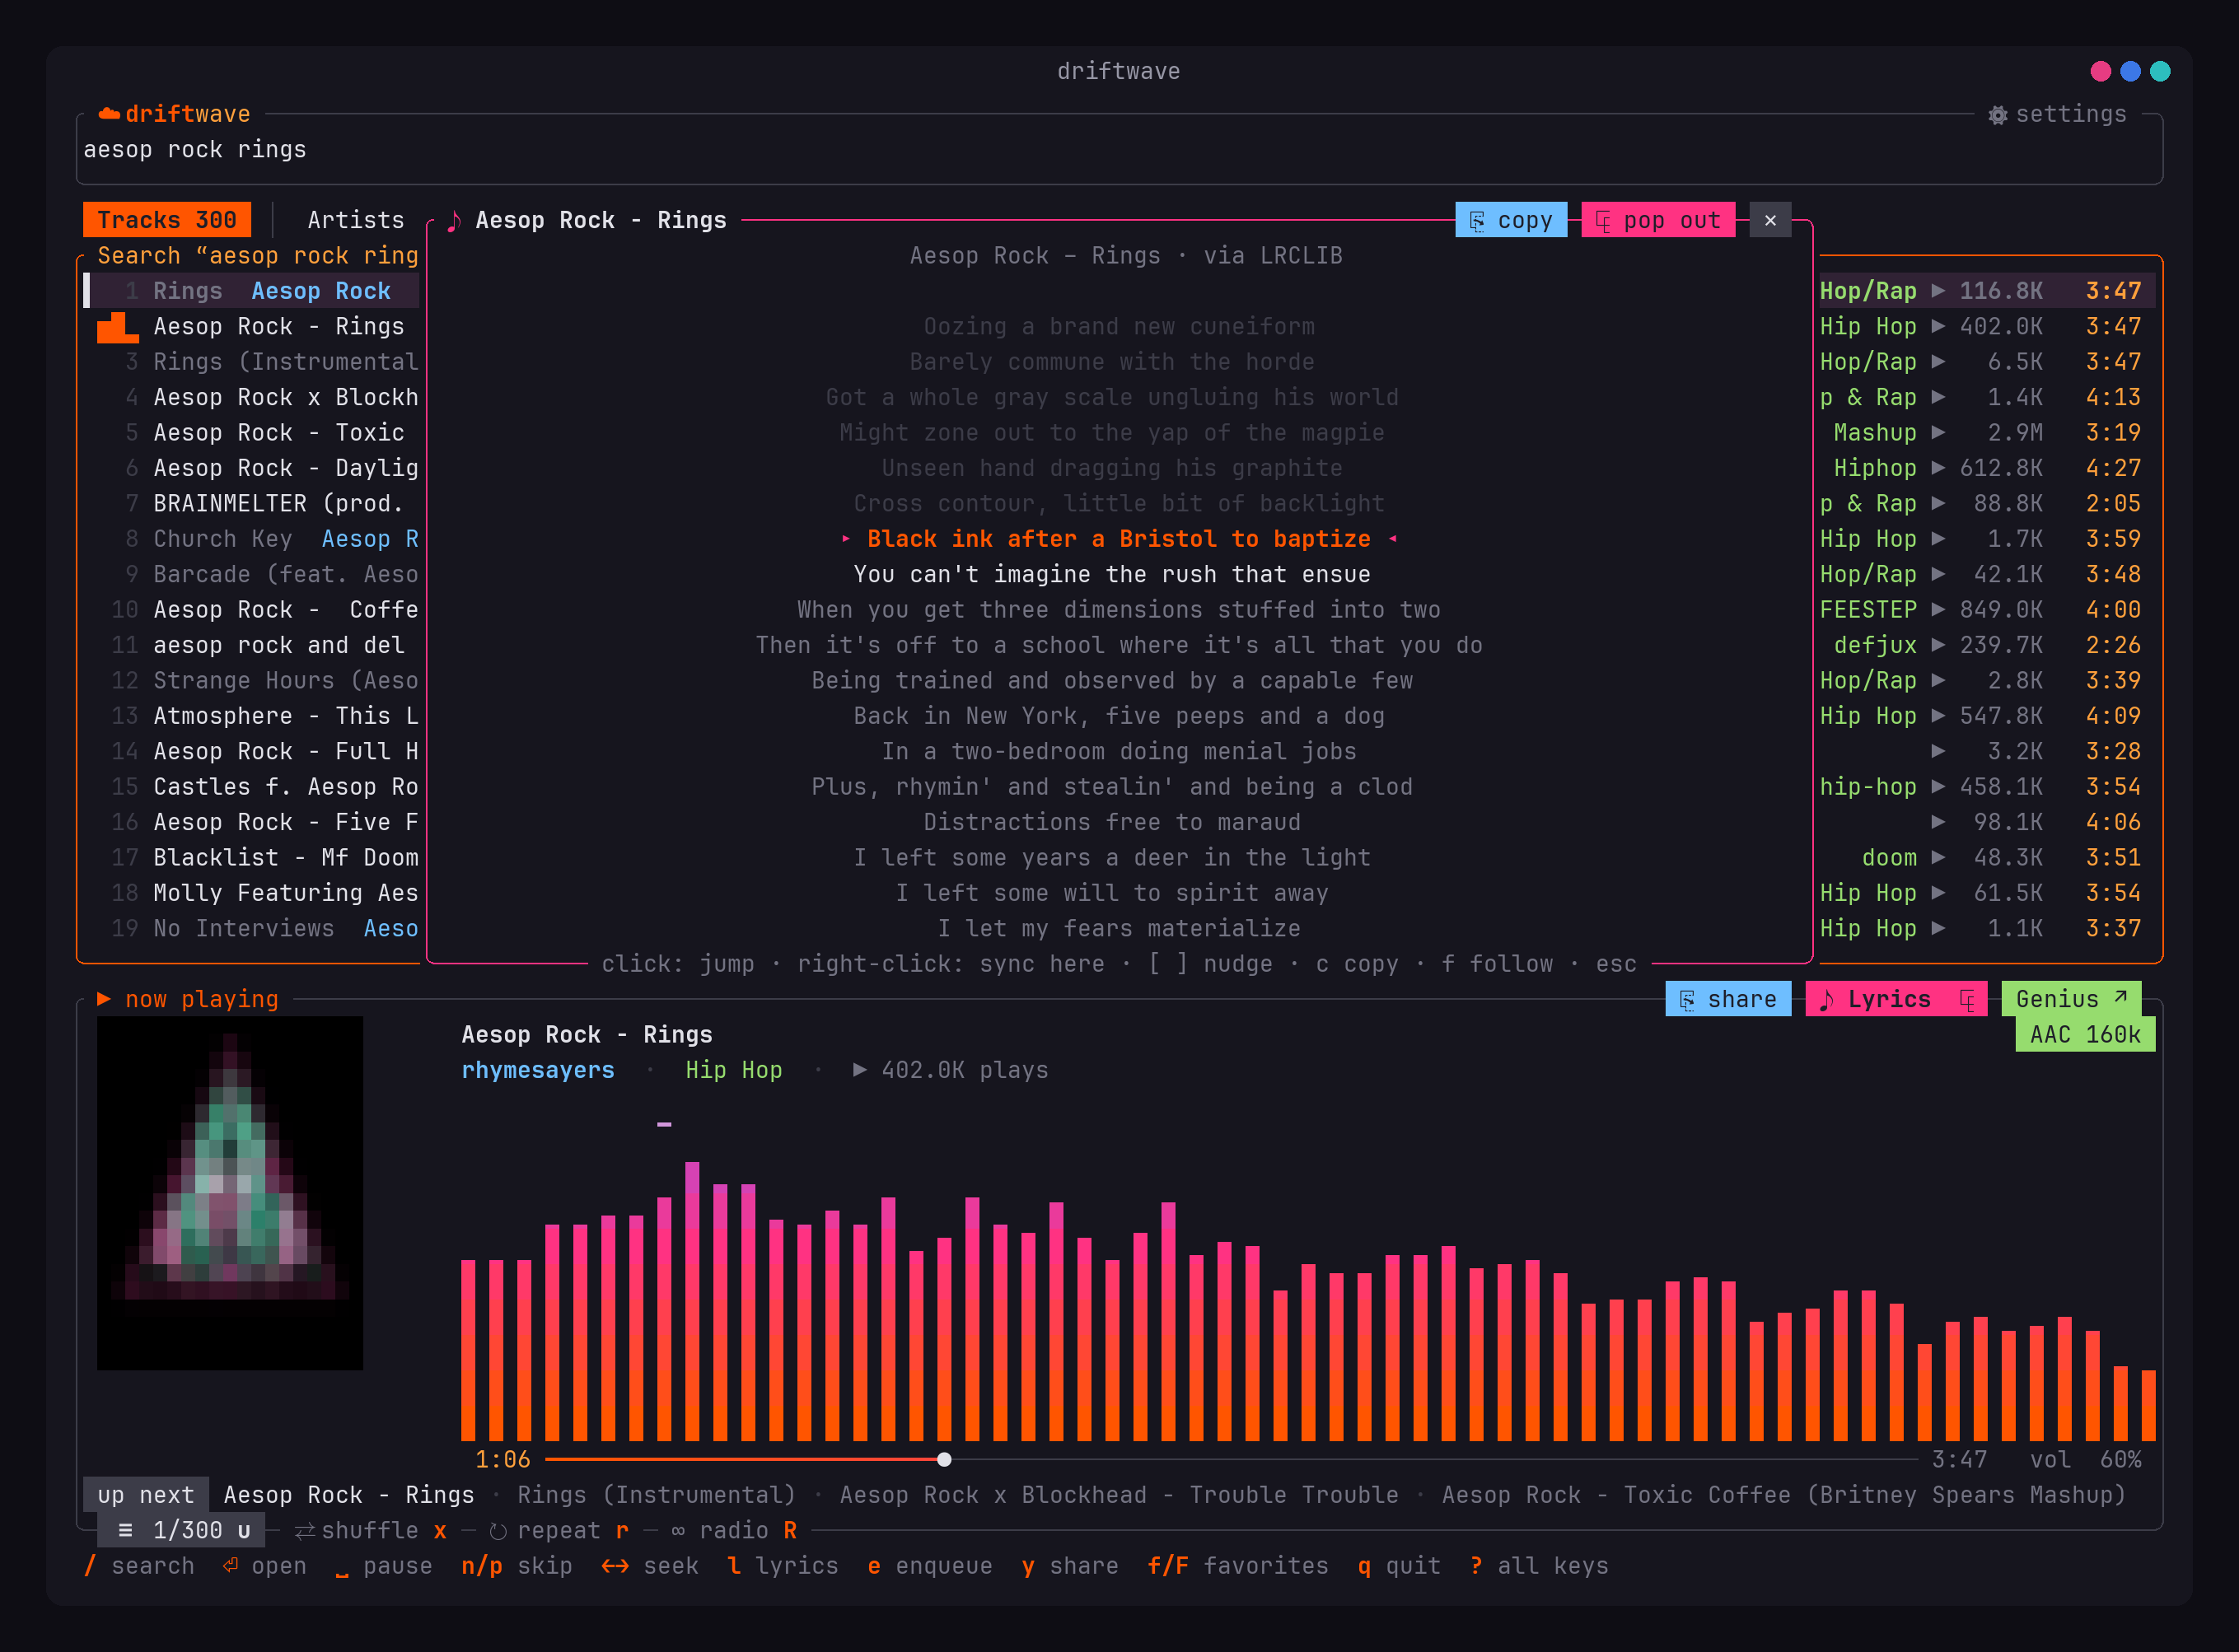 driftwave
driftwave settings
aesop rock rings
Tracks 300 │ Artists ♪ Aesop Rock - Rings copy pop out ×
Search “aesop rock ring Aesop Rock – Rings · via LRCLIB
1 Rings Aesop Rock Hop/Rap ▶ 116.8K 3:47
Aesop Rock - Rings Oozing a brand new cuneiform Hip Hop ▶ 402.0K 3:47
3 Rings (Instrumental Barely commune with the horde Hop/Rap ▶ 6.5K 3:47
4 Aesop Rock x Blockh Got a whole gray scale ungluing his world p & Rap ▶ 1.4K 4:13
5 Aesop Rock - Toxic Might zone out to the yap of the magpie Mashup ▶ 2.9M 3:19
6 Aesop Rock - Daylig Unseen hand dragging his graphite Hiphop ▶ 612.8K 4:27
7 BRAINMELTER (prod. Cross contour, little bit of backlight p & Rap ▶ 88.8K 2:05
8 Church Key Aesop R ▸ Black ink after a Bristol to baptize ◂ Hip Hop ▶ 1.7K 3:59
9 Barcade (feat. Aeso You can't imagine the rush that ensue Hop/Rap ▶ 42.1K 3:48
10 Aesop Rock -  Coffe When you get three dimensions stuffed into two FEESTEP ▶ 849.0K 4:00
11 aesop rock and del Then it's off to a school where it's all that you do defjux ▶ 239.7K 2:26
12 Strange Hours (Aeso Being trained and observed by a capable few Hop/Rap ▶ 2.8K 3:39
13 Atmosphere - This L Back in New York, five peeps and a dog Hip Hop ▶ 547.8K 4:09
14 Aesop Rock - Full H In a two-bedroom doing menial jobs ▶ 3.2K 3:28
15 Castles f. Aesop Ro Plus, rhymin' and stealin' and being a clod hip-hop ▶ 458.1K 3:54
16 Aesop Rock - Five F Distractions free to maraud ▶ 98.1K 4:06
17 Blacklist - Mf Doom I left some years a deer in the light doom ▶ 48.3K 3:51
18 Molly Featuring Aes I left some will to spirit away Hip Hop ▶ 61.5K 3:54
19 No Interviews Aeso I let my fears materialize Hip Hop ▶ 1.1K 3:37
click: jump · right-click: sync here · [ ] nudge · c copy · f follow · esc
▶ now playing share ♪ Lyrics Genius ↗
Aesop Rock - Rings AAC 160k
rhymesayers · Hip Hop · ▶ 402.0K plays
1:06 3:47 vol 60%
up next Aesop Rock - Rings · Rings (Instrumental) · Aesop Rock x Blockhead - Trouble Trouble · Aesop Rock - Toxic Coffee (Britney Spears Mashup)
≡ 1/300 u ⇄ shuffle x ↻ repeat r ∞ radio R
/ search ⏎ open ␣ pause n/p skip ←→ seek l lyrics e enqueue y share f/F favorites q quit ? all keys